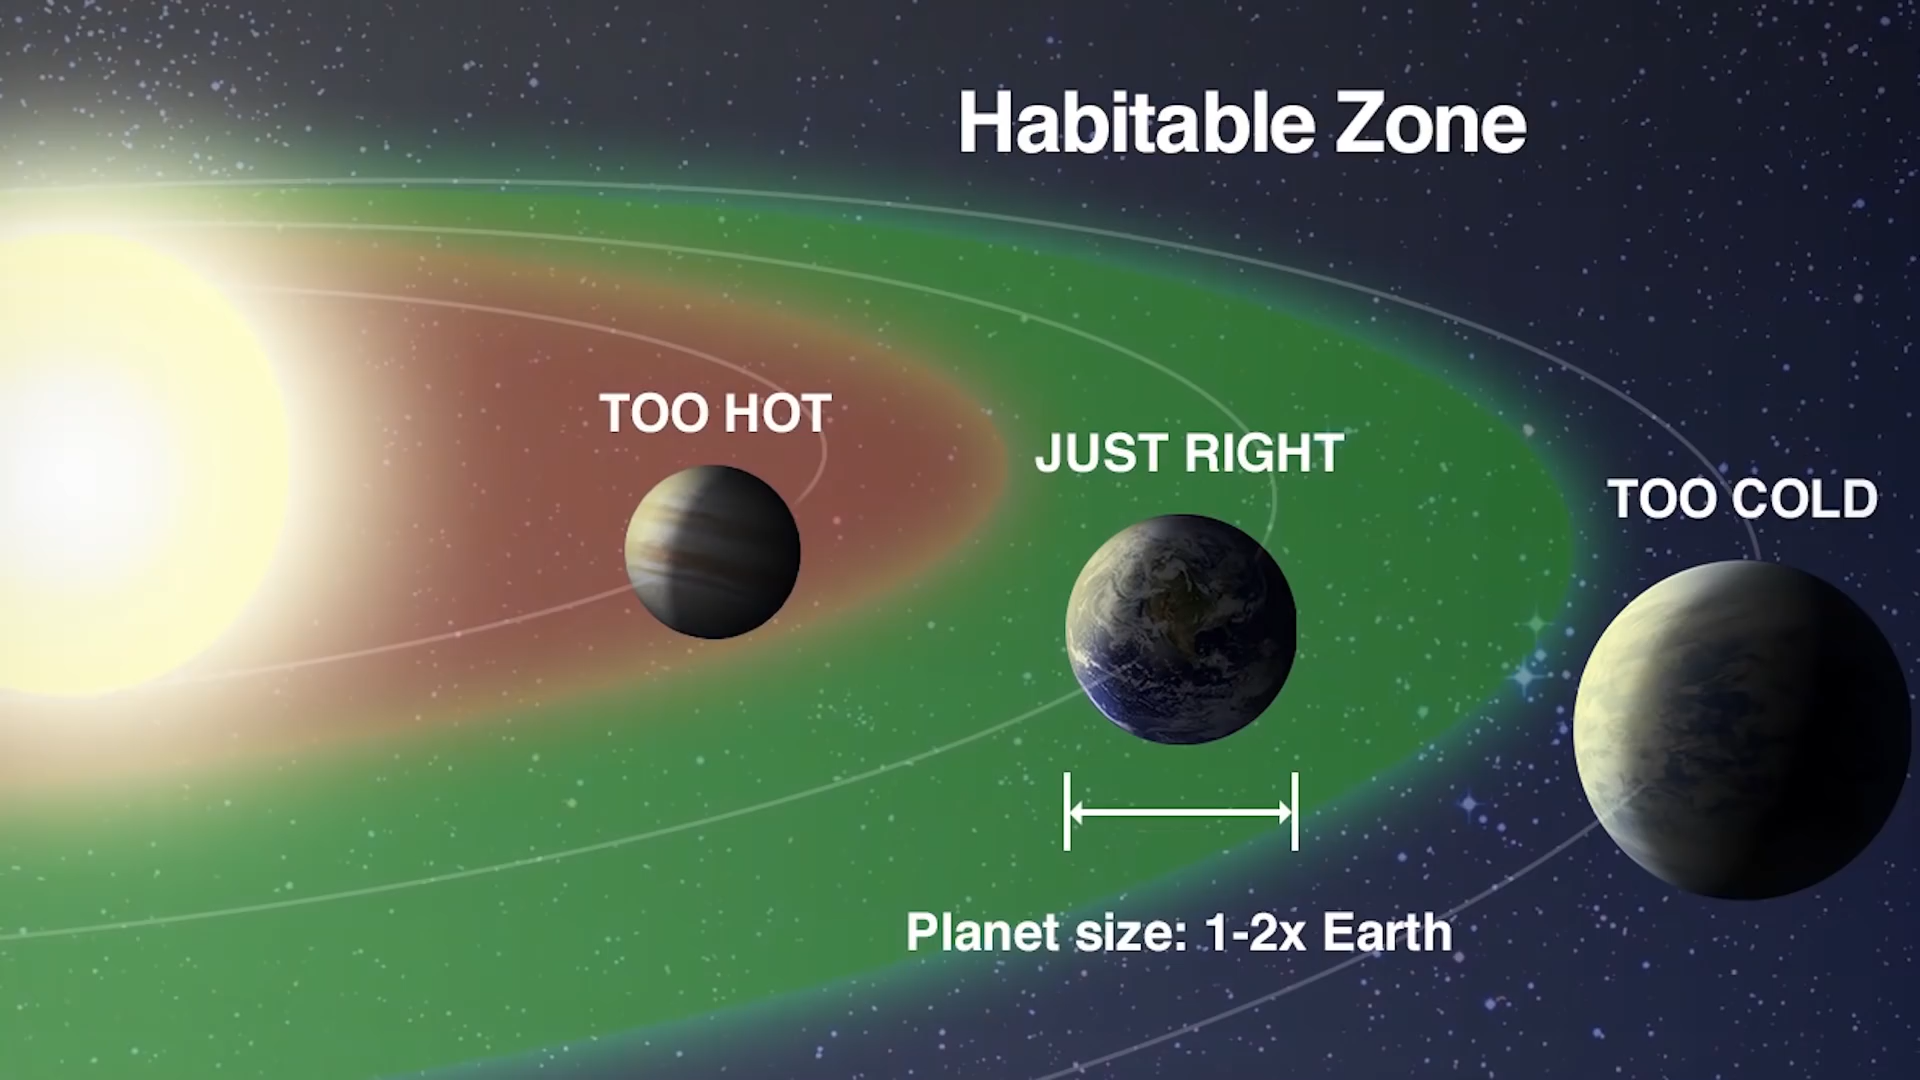 Habitable Zone
TOO HOT
JUST RIGHT
TOO COLD
Planet size: 1-2x Earth